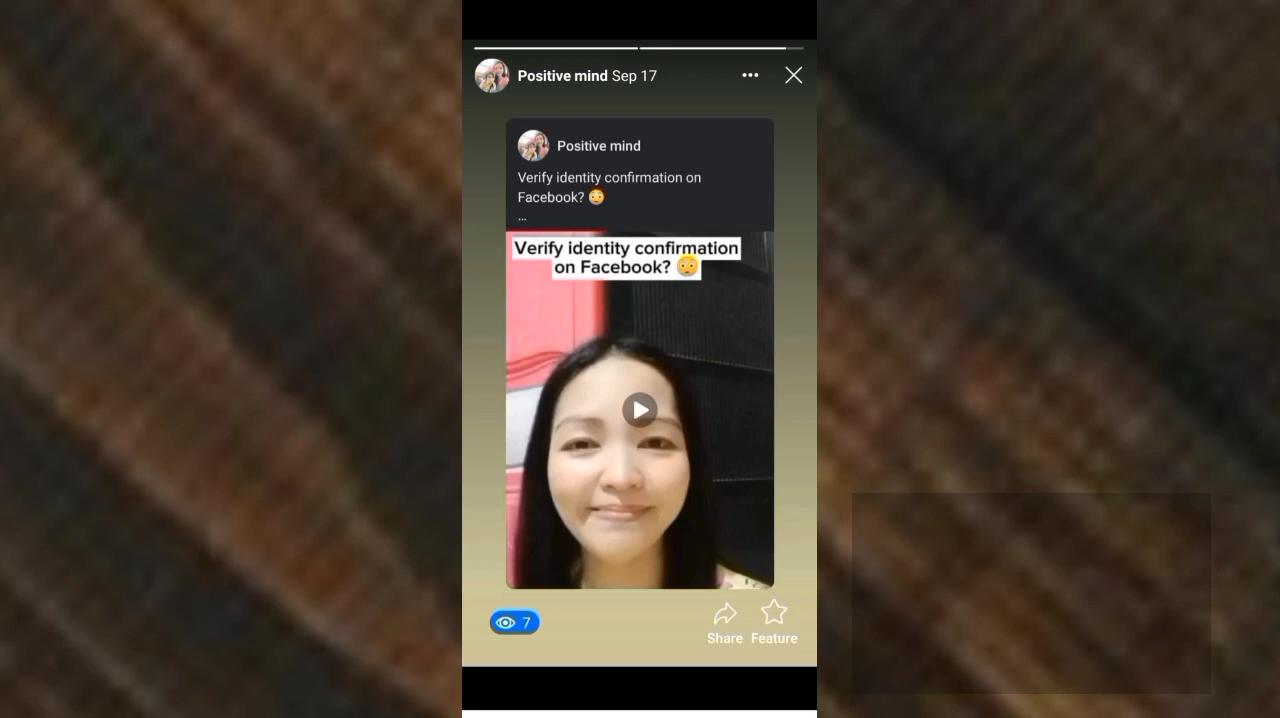 Positive mind Sep 17
Positive mind
Verify identity confirmation on
Facebook? 😳
...
Verify identity confirmation
on Facebook? 😳
7
Share Feature